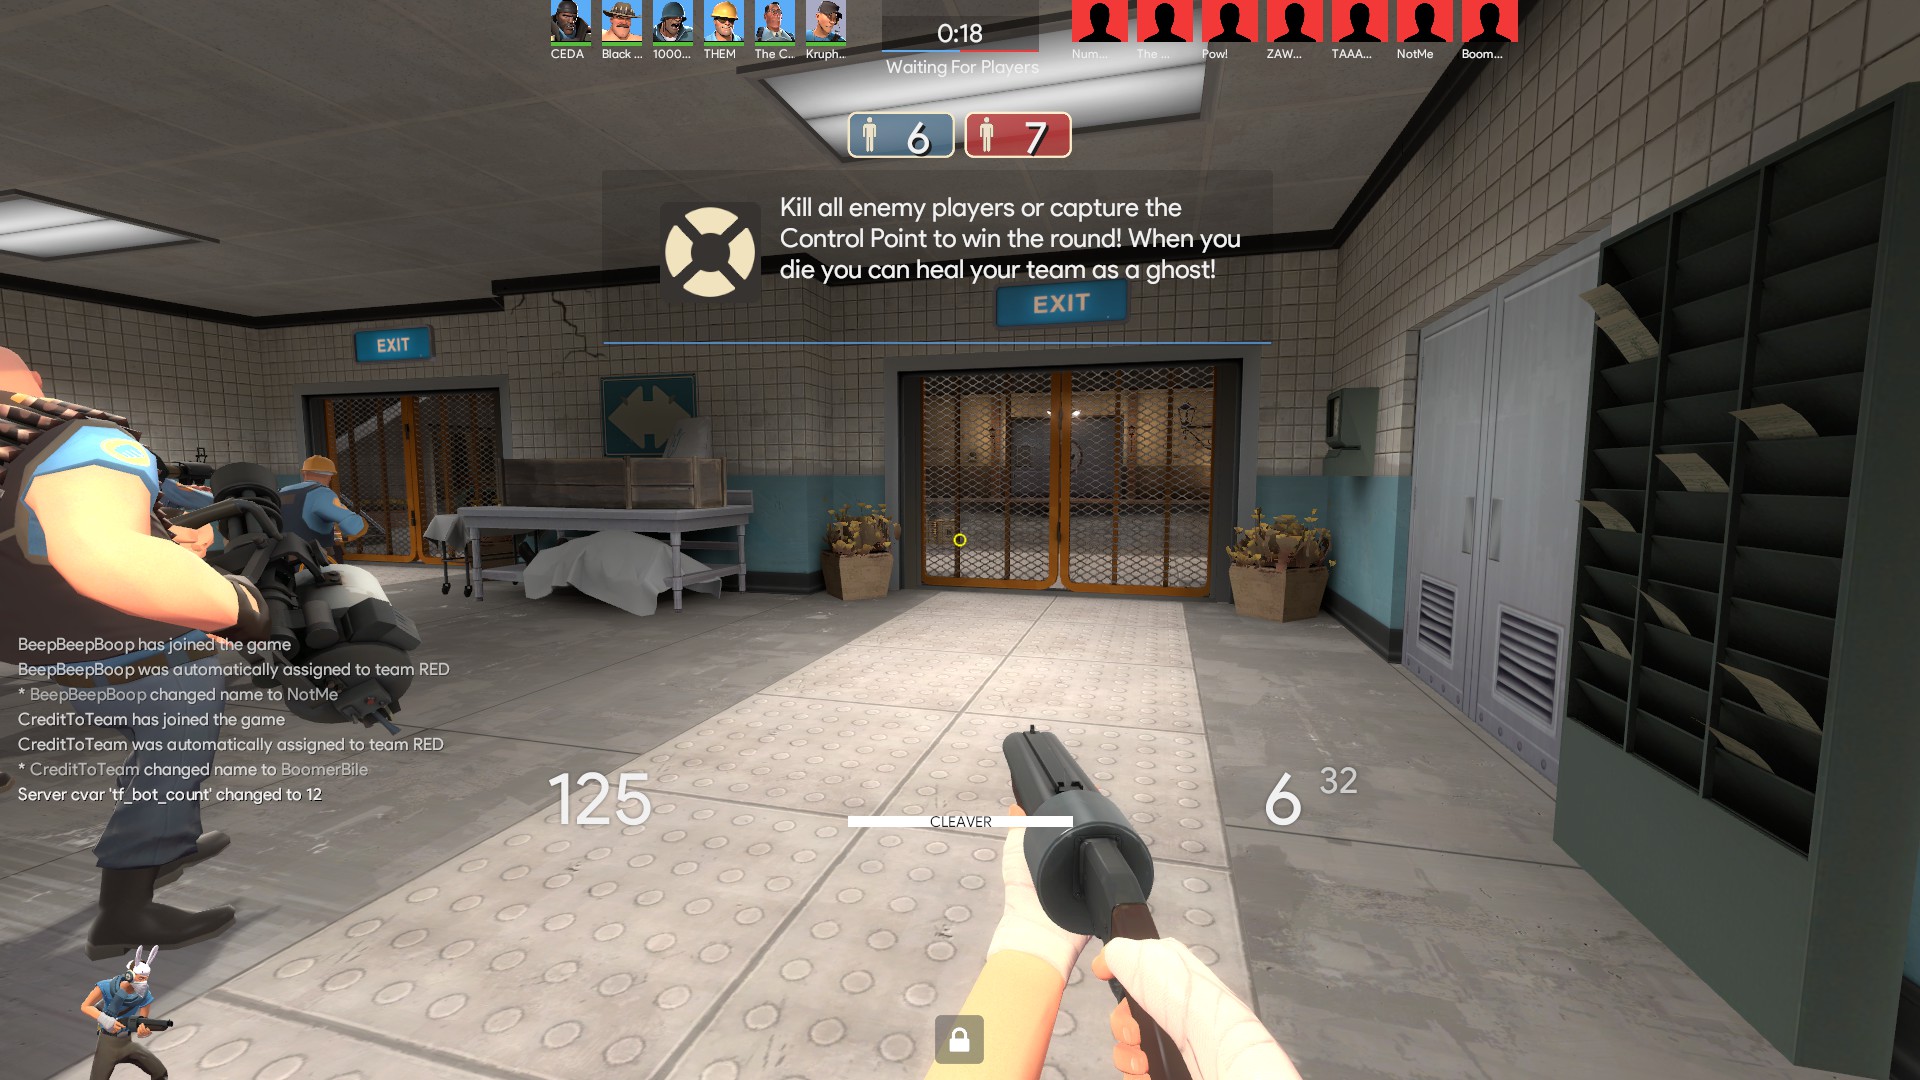 CEDA Black ... 1000... THEM The C... Kruph...
0:18
Waiting For Players
Num... The ... Pow! ZAW... TAAA... NotMe Boom...
6 7
Kill all enemy players or capture the
Control Point to win the round! When you
die you can heal your team as a ghost!
EXIT
EXIT
BeepBeepBoop has joined the game
BeepBeepBoop was automatically assigned to team RED
* BeepBeepBoop changed name to NotMe
CreditToTeam has joined the game
CreditToTeam was automatically assigned to team RED
* CreditToTeam changed name to BoomerBile
Server cvar 'tf_bot_count' changed to 12
125
CLEAVER
6 32